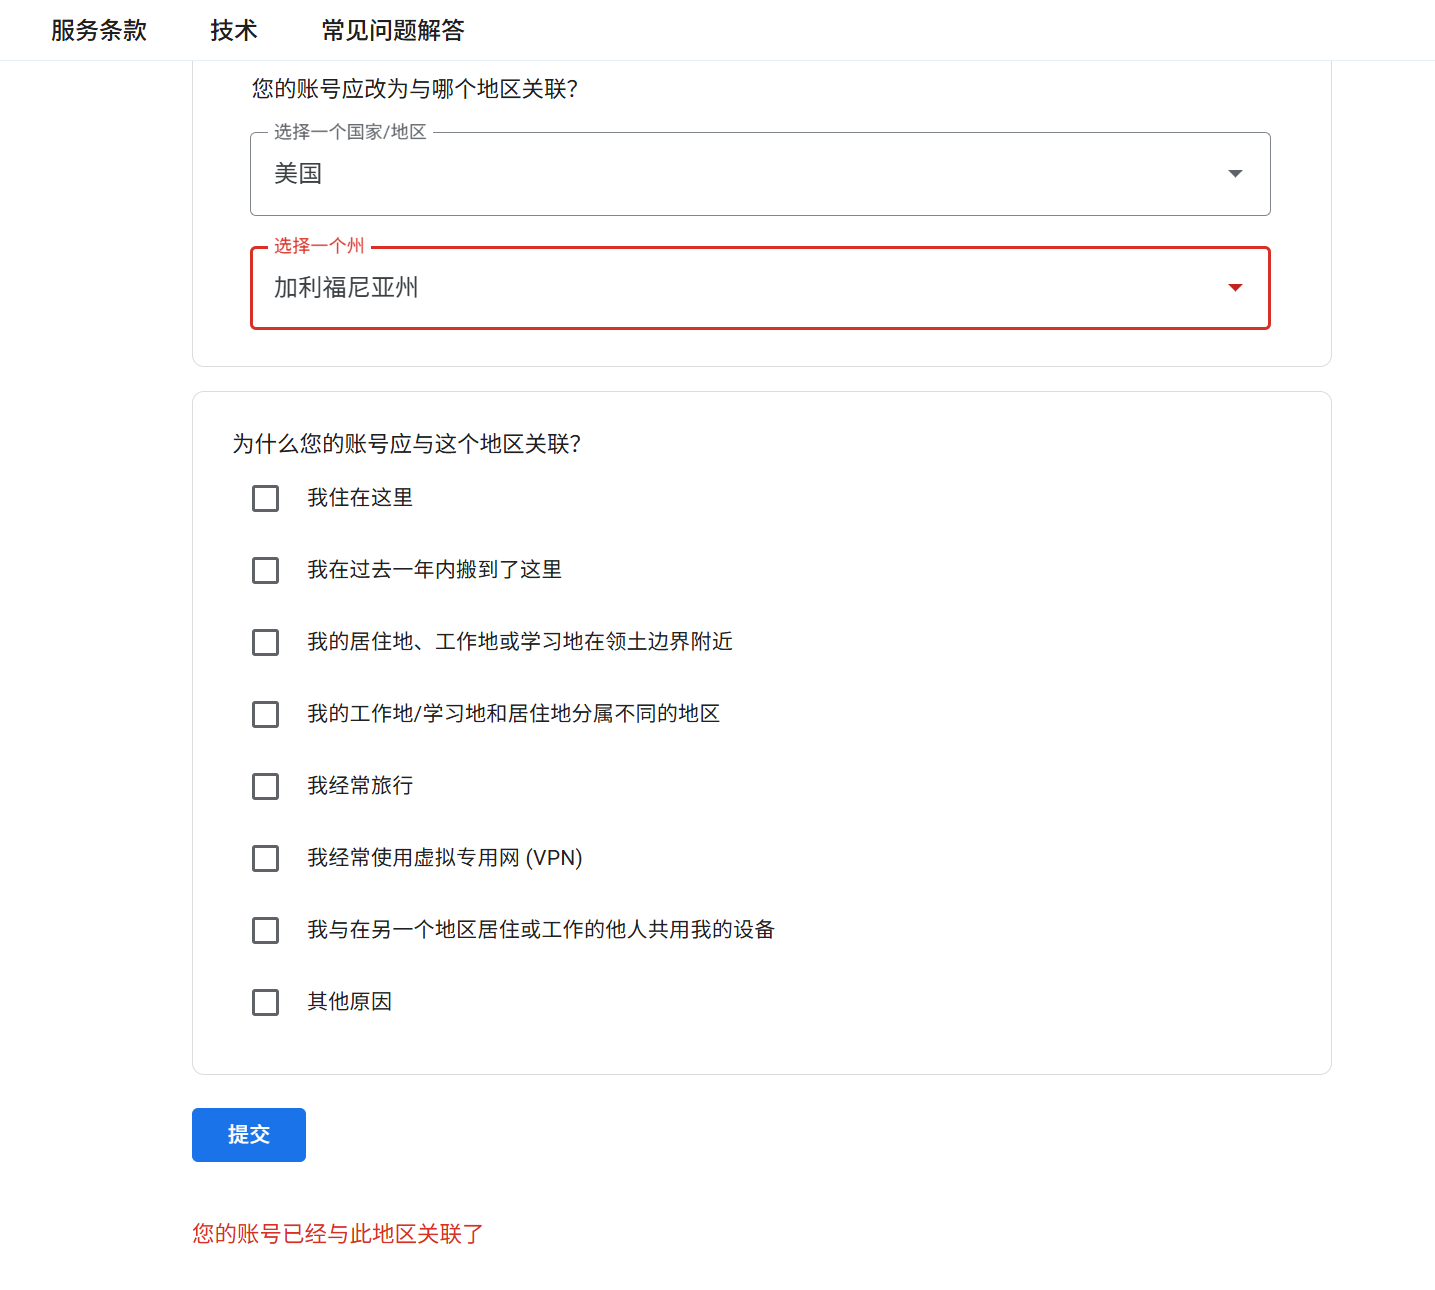 服务条款 技术 常见问题解答
您的账号应改为与哪个地区关联？
选择一个国家/地区
美国
选择一个州
加利福尼亚州
为什么您的账号应与这个地区关联？
我住在这里
我在过去一年内搬到了这里
我的居住地、工作地或学习地在领土边界附近
我的工作地/学习地和居住地分属不同的地区
我经常旅行
我经常使用虚拟专用网 (VPN)
我与在另一个地区居住或工作的他人共用我的设备
其他原因
提交
您的账号已经与此地区关联了